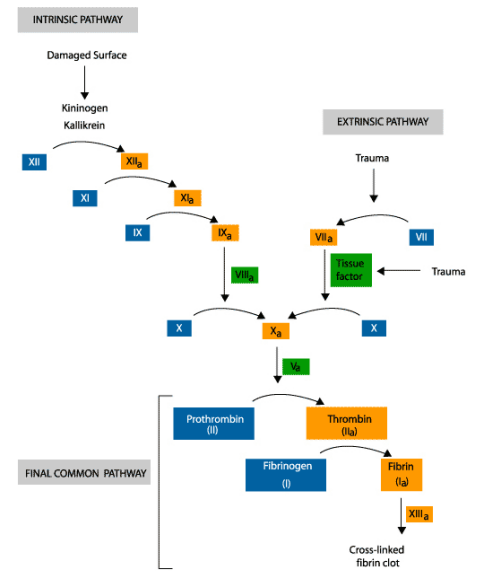 INTRINSIC PATHWAY
Damaged Surface
Kininogen
Kallikrein
EXTRINSIC PATHWAY
Trauma
XII
XIIa
XI
XIa
IX
IXa
VIIa
VII
VIIIa
Tissue
factor
Trauma
X
Xa
X
Va
Prothrombin
(II)
Thrombin
(IIa)
FINAL COMMON PATHWAY
Fibrinogen
(I)
Fibrin
(Ia)
XIIIa
Cross-linked
fibrin clot